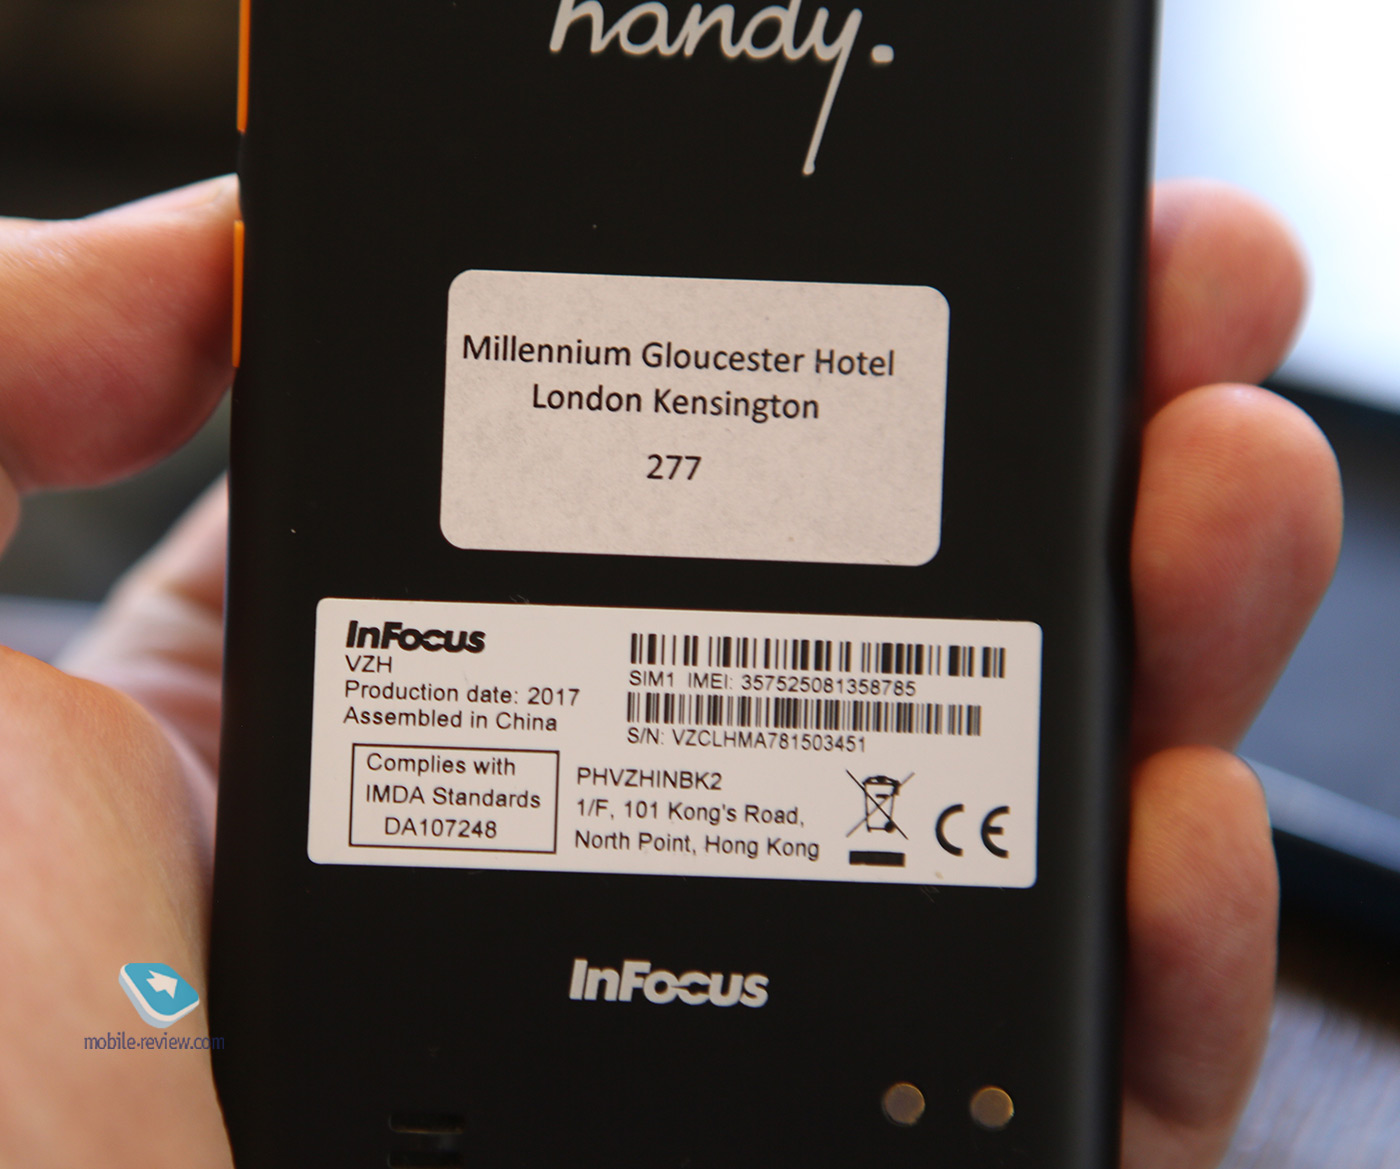 handy.
Millennium Gloucester Hotel
London Kensington
277
InFocus
VZH
Production date: 2017
Assembled in China
Complies with
IMDA Standards
DA107248
SIM1 IMEI: 357525081358785
S/N: VZCLHMA781503451
PHVZHINBK2
1/F, 101 Kong's Road,
North Point, Hong Kong
CE
InFocus
mobile-review.com